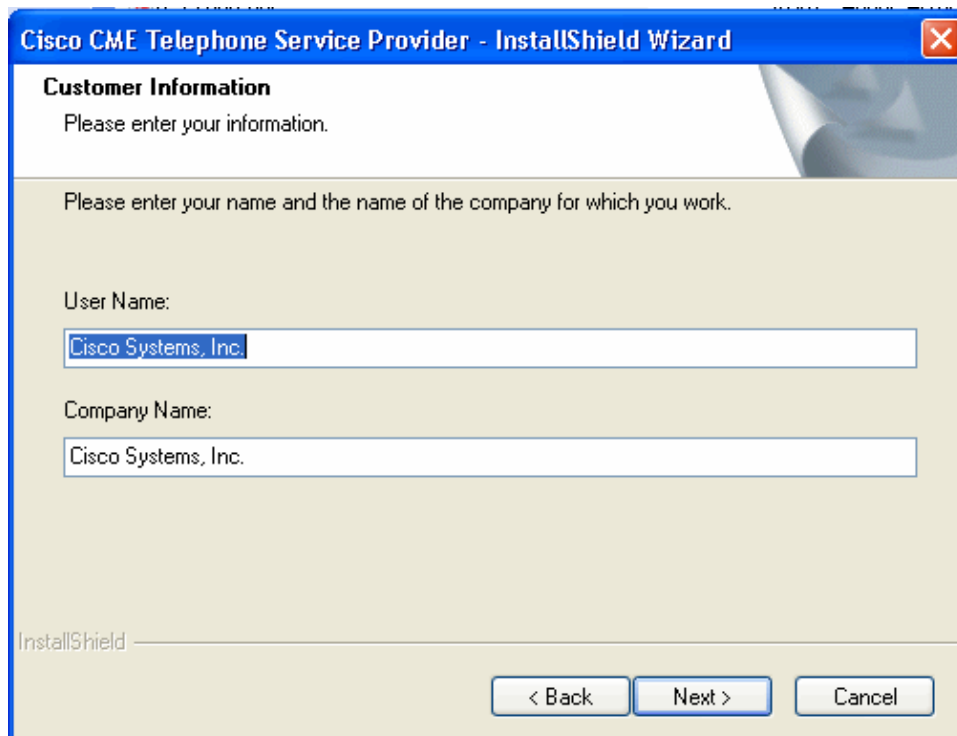 Cisco CME Telephone Service Provider - InstallShield Wizard
Customer Information
Please enter your information.
Please enter your name and the name of the company for which you work.
User Name:
Cisco Systems, Inc.
Company Name:
Cisco Systems, Inc.
InstallShield
< Back Next > Cancel